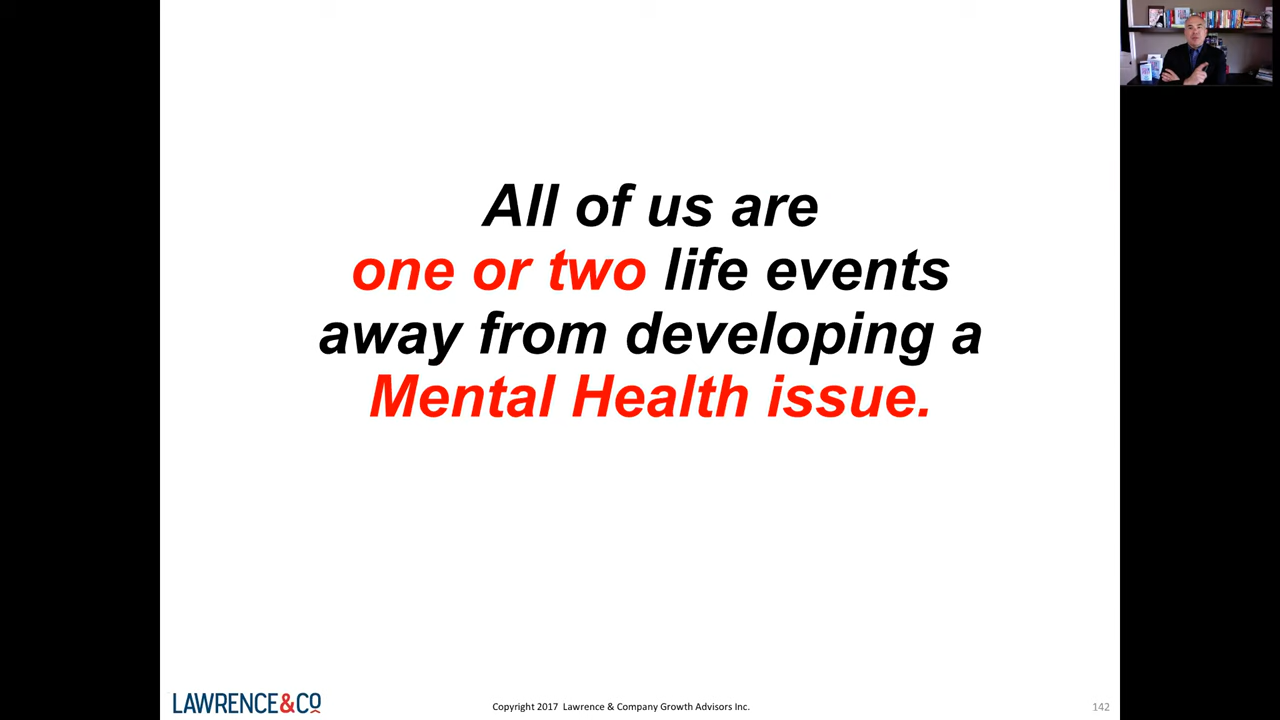 All of us are
one or two life events
away from developing a
Mental Health issue.
LAWRENCE&CO
Copyright 2017 Lawrence & Company Growth Advisors Inc.
142